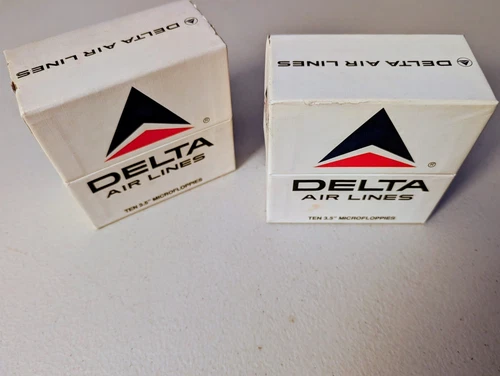 DELTA AIR LINES
®
DELTA
AIR LINES
TEN 3.5" MICROFLOPPIES
DELTA AIR LINES
®
DELTA
AIR LINES
TEN 3.5" MICROFLOPPIES